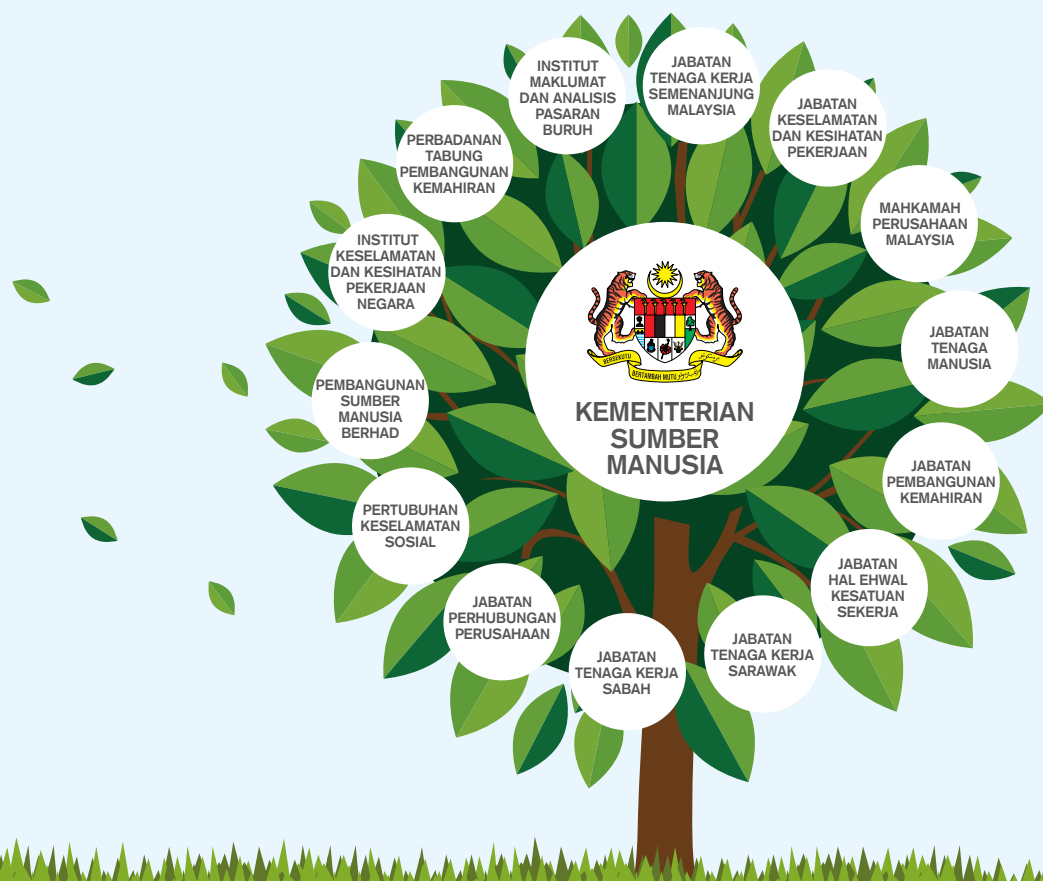 INSTITUT
MAKLUMAT
DAN ANALISIS
PASARAN
BURUH
JABATAN
TENAGA KERJA
SEMENANJUNG
MALAYSIA
JABATAN
KESELAMATAN
DAN KESIHATAN
PEKERJAAN
PERBADANAN
TABUNG
PEMBANGUNAN
KEMAHIRAN
MAHKAMAH
PERUSAHAAN
MALAYSIA
INSTITUT
KESELAMATAN
DAN KESIHATAN
PEKERJAAN
NEGARA
JABATAN
TENAGA
MANUSIA
BERSEKUTU
BERTAMBAH MUTU
KEMENTERIAN
SUMBER
MANUSIA
PEMBANGUNAN
SUMBER
MANUSIA
BERHAD
JABATAN
PEMBANGUNAN
KEMAHIRAN
PERTUBUHAN
KESELAMATAN
SOSIAL
JABATAN
HAL EHWAL
KESATUAN
SEKERJA
JABATAN
PERHUBUNGAN
PERUSAHAAN
JABATAN
TENAGA KERJA
SARAWAK
JABATAN
TENAGA KERJA
SABAH